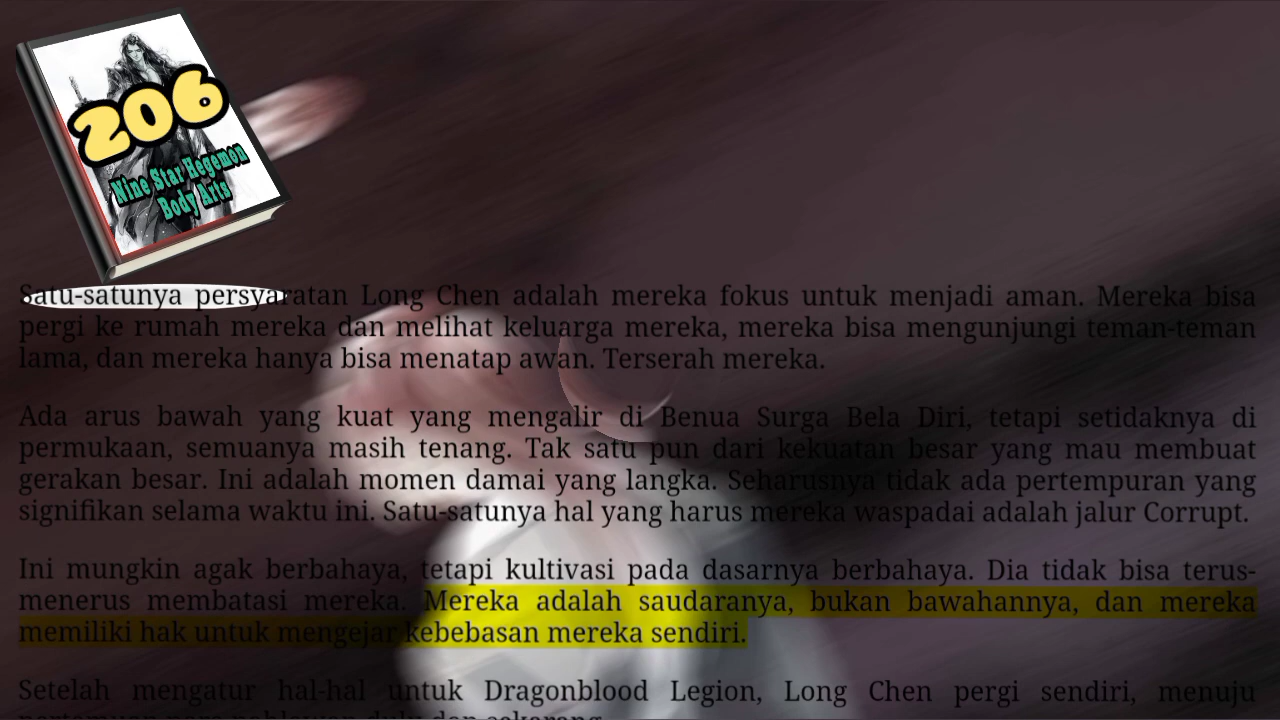 206
Nine Star Hegemon
Body Arts
Satu-satunya persyaratan Long Chen adalah mereka fokus untuk menjadi aman. Mereka bisa
pergi ke rumah mereka dan melihat keluarga mereka, mereka bisa mengunjungi teman-teman
lama, dan mereka hanya bisa menatap awan. Terserah mereka.
Ada arus bawah yang kuat yang mengalir di Benua Surga Bela Diri, tetapi setidaknya di
permukaan, semuanya masih tenang. Tak satu pun dari kekuatan besar yang mau membuat
gerakan besar. Ini adalah momen damai yang langka. Seharusnya tidak ada pertempuran yang
signifikan selama waktu ini. Satu-satunya hal yang harus mereka waspadai adalah jalur Corrupt.
Ini mungkin agak berbahaya, tetapi kultivasi pada dasarnya berbahaya. Dia tidak bisa terus-
menerus membatasi mereka. Mereka adalah saudaranya, bukan bawahannya, dan mereka
memiliki hak untuk mengejar kebebasan mereka sendiri.
Setelah mengatur hal-hal untuk Dragonblood Legion, Long Chen pergi sendiri, menuju